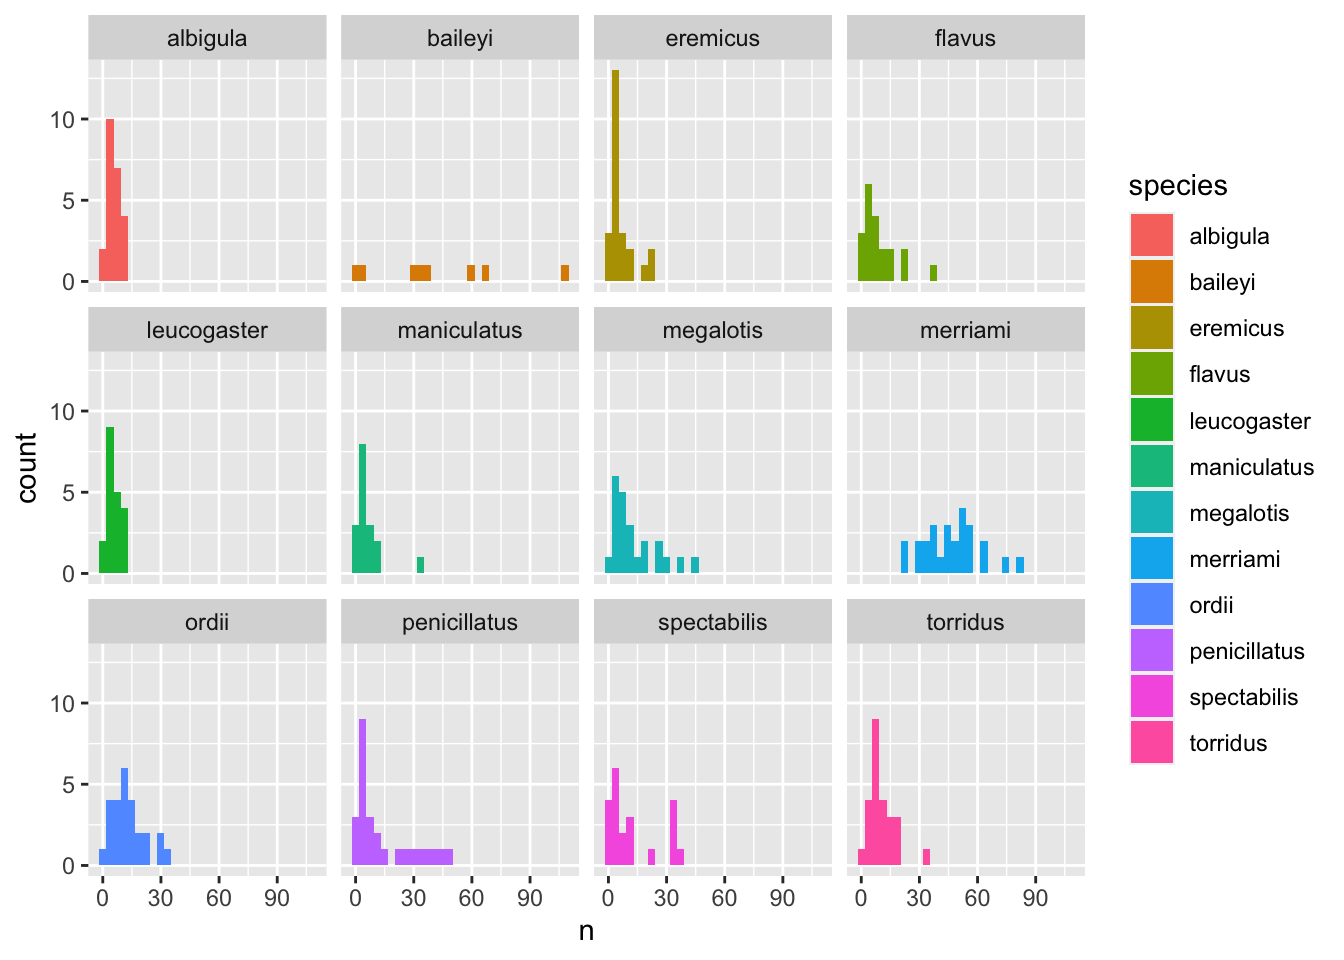 albigula baileyi eremicus flavus
10
5
0
leucogaster maniculatus megalotis merriami
10
5
0
count
ordii penicillatus spectabilis torridus
10
5
0
0 30 60 90 0 30 60 90 0 30 60 90 0 30 60 90
n
species
albigula
baileyi
eremicus
flavus
leucogaster
maniculatus
megalotis
merriami
ordii
penicillatus
spectabilis
torridus